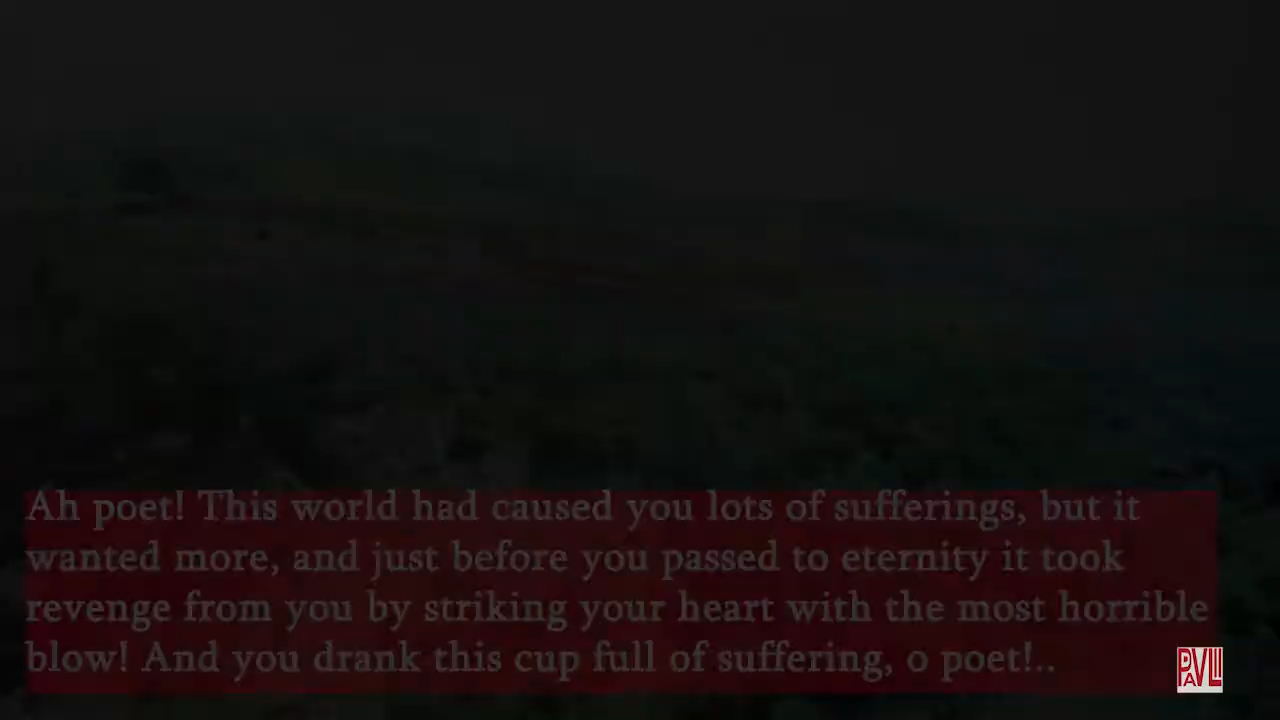 Ah poet! This world had caused you lots of sufferings, but it
wanted more, and just before you passed to eternity it took
revenge from you by striking your heart with the most horrible
blow! And you drank this cup full of suffering, o poet!..